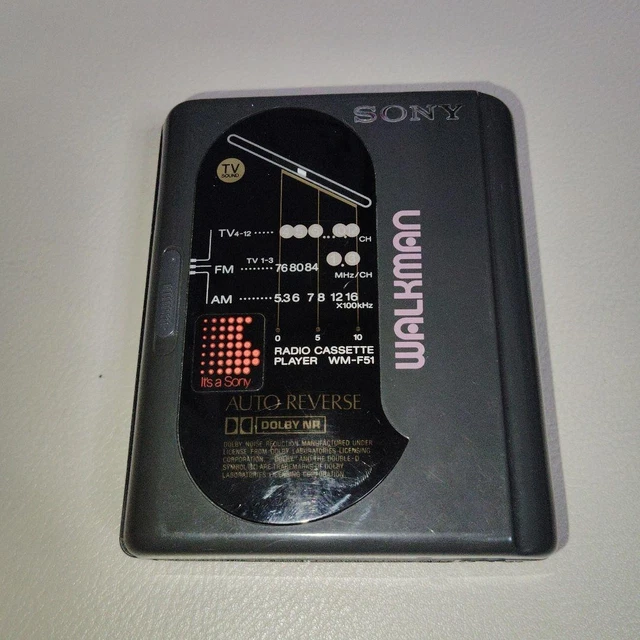 SONY
TV
SOUND
TV4-12
CH
TV 1-3
FM 76 80 84
MHz/CH
AM 5.3 6 7 8 12 16
X100kHz
0 5 10
RADIO CASSETTE
PLAYER WM-F51
It's a Sony
WALKMAN
AUTO REVERSE
DOLBY NR
DOLBY NOISE REDUCTION MANUFACTURED UNDER
LICENSE FROM DOLBY LABORATORIES LICENSING
CORPORATION. "DOLBY" AND THE DOUBLE-D
SYMBOL ARE TRADEMARKS OF DOLBY
LABORATORIES LICENSING CORPORATION